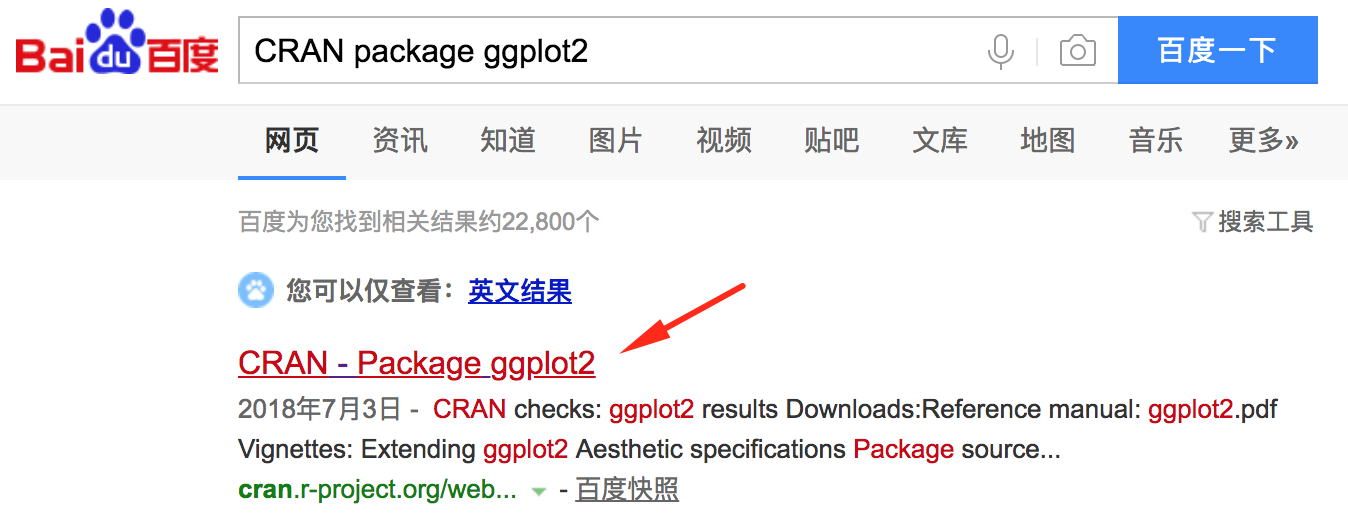 Bai du 百度 CRAN package ggplot2 百度一下
网页 资讯 知道 图片 视频 贴吧 文库 地图 音乐 更多»
百度为您找到相关结果约22,800个 搜索工具
您可以仅查看：英文结果
CRAN - Package ggplot2
2018年7月3日 - CRAN checks: ggplot2 results Downloads:Reference manual: ggplot2.pdf
Vignettes: Extending ggplot2 Aesthetic specifications Package source...
cran.r-project.org/web... - 百度快照